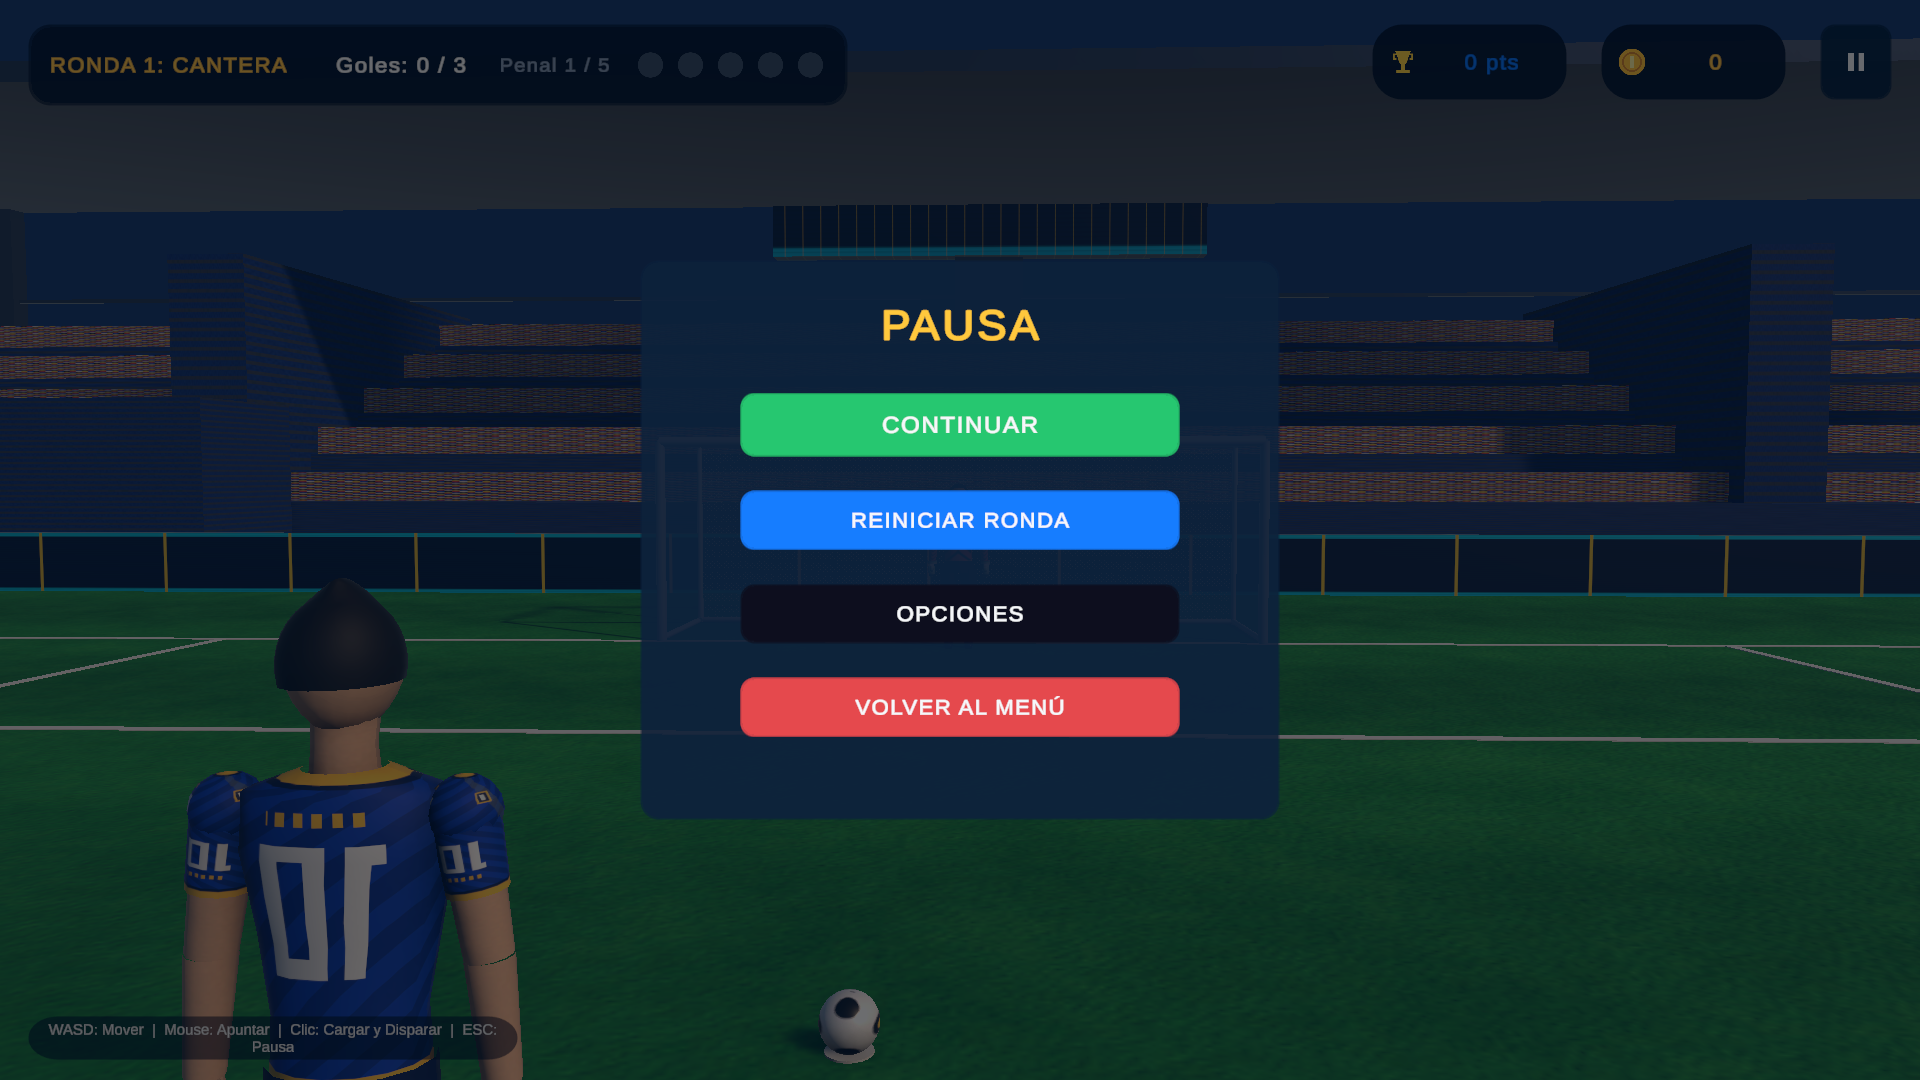 RONDA 1: CANTERA Goles: 0 / 3 Penal 1 / 5 0 pts 0
PAUSA
CONTINUAR
REINICIAR RONDA
OPCIONES
VOLVER AL MENÚ
WASD: Mover | Mouse: Apuntar | Clic: Cargar y Disparar | ESC:
Pausa